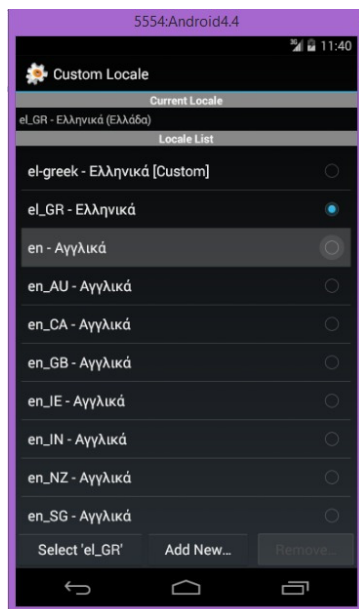 5554:Android4.4
3G 11:40
Custom Locale
Current Locale
el_GR - Ελληνικά (Ελλάδα)
Locale List
el-greek - Ελληνικά [Custom]
el_GR - Ελληνικά
en - Αγγλικά
en_AU - Αγγλικά
en_CA - Αγγλικά
en_GB - Αγγλικά
en_IE - Αγγλικά
en_IN - Αγγλικά
en_NZ - Αγγλικά
en_SG - Αγγλικά
Select 'el_GR' Add New... Remove...